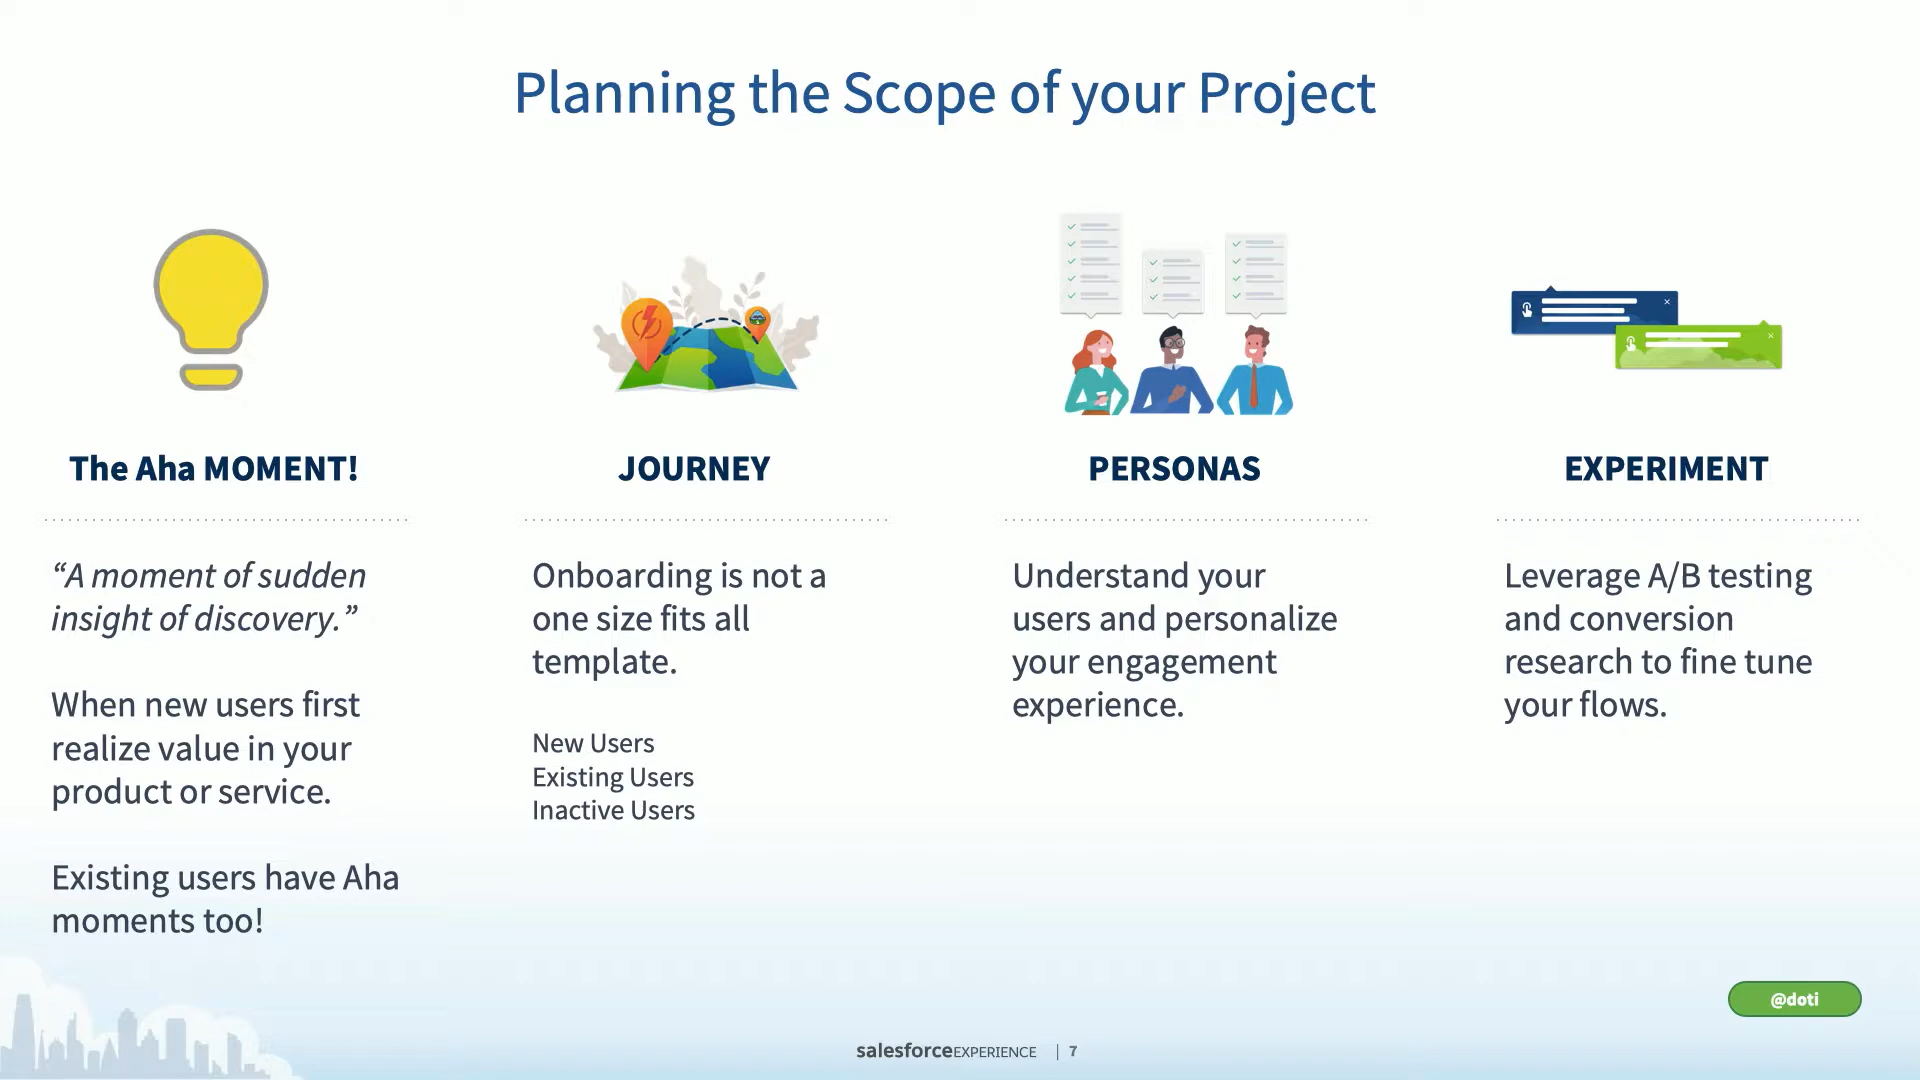 Planning the Scope of your Project
The Aha MOMENT!
“A moment of sudden
insight of discovery.”
When new users first
realize value in your
product or service.
Existing users have Aha
moments too!
JOURNEY
Onboarding is not a
one size fits all
template.
New Users
Existing Users
Inactive Users
PERSONAS
Understand your
users and personalize
your engagement
experience.
EXPERIMENT
Leverage A/B testing
and conversion
research to fine tune
your flows.
@doti
salesforceEXPERIENCE | 7